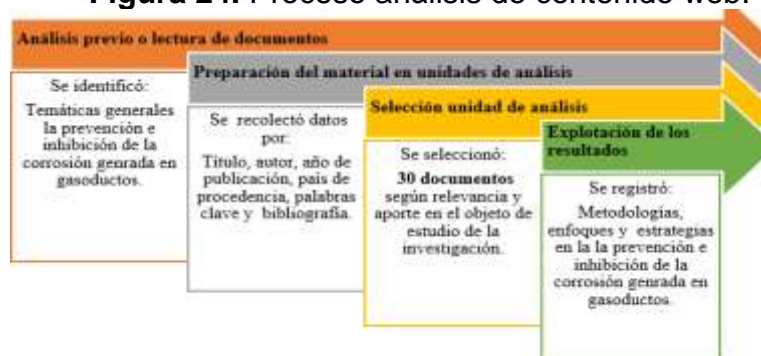 Figura 24. Proceso análisis de contenido web.
Análisis previo o lectura de documentos
Se identificó:
Temáticas generales
la prevención e
inhibición de la
corrosión genrada en
gasoductos.
Preparación del material en unidades de análisis
Se recolectó datos
por:
Titulo, autor, año de
publicación, país de
procedencia, palabras
clave y bibliografía.
Selección unidad de análisis
Se seleccionó:
30 documentos
según relevancia y
aporte en el objeto de
estudio de la
investigación.
Explotación de los
resultados
Se registró:
Metodologías,
enfoques y estrategias
en la la prevención e
inhibición de la
corrosión genrada en
gasoductos.